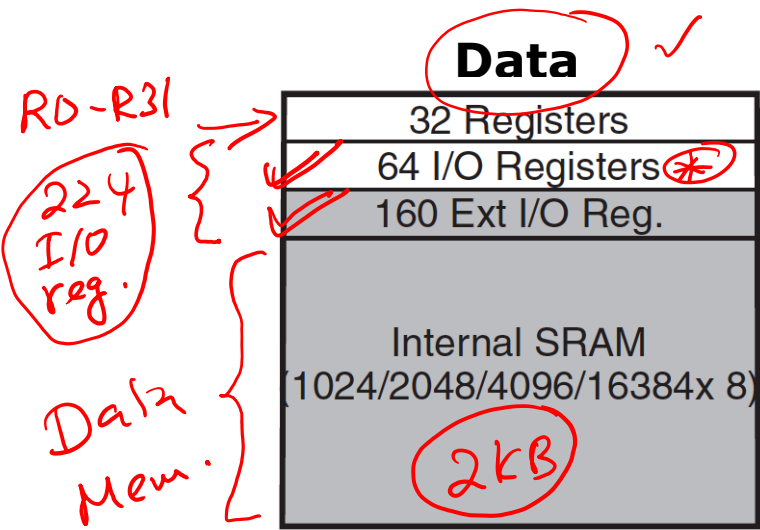 Data
R0-R31
32 Registers
64 I/O Registers *
224
I/O
reg.
160 Ext I/O Reg.
Internal SRAM
(1024/2048/4096/16384x 8)
Data
Mem.
2KB